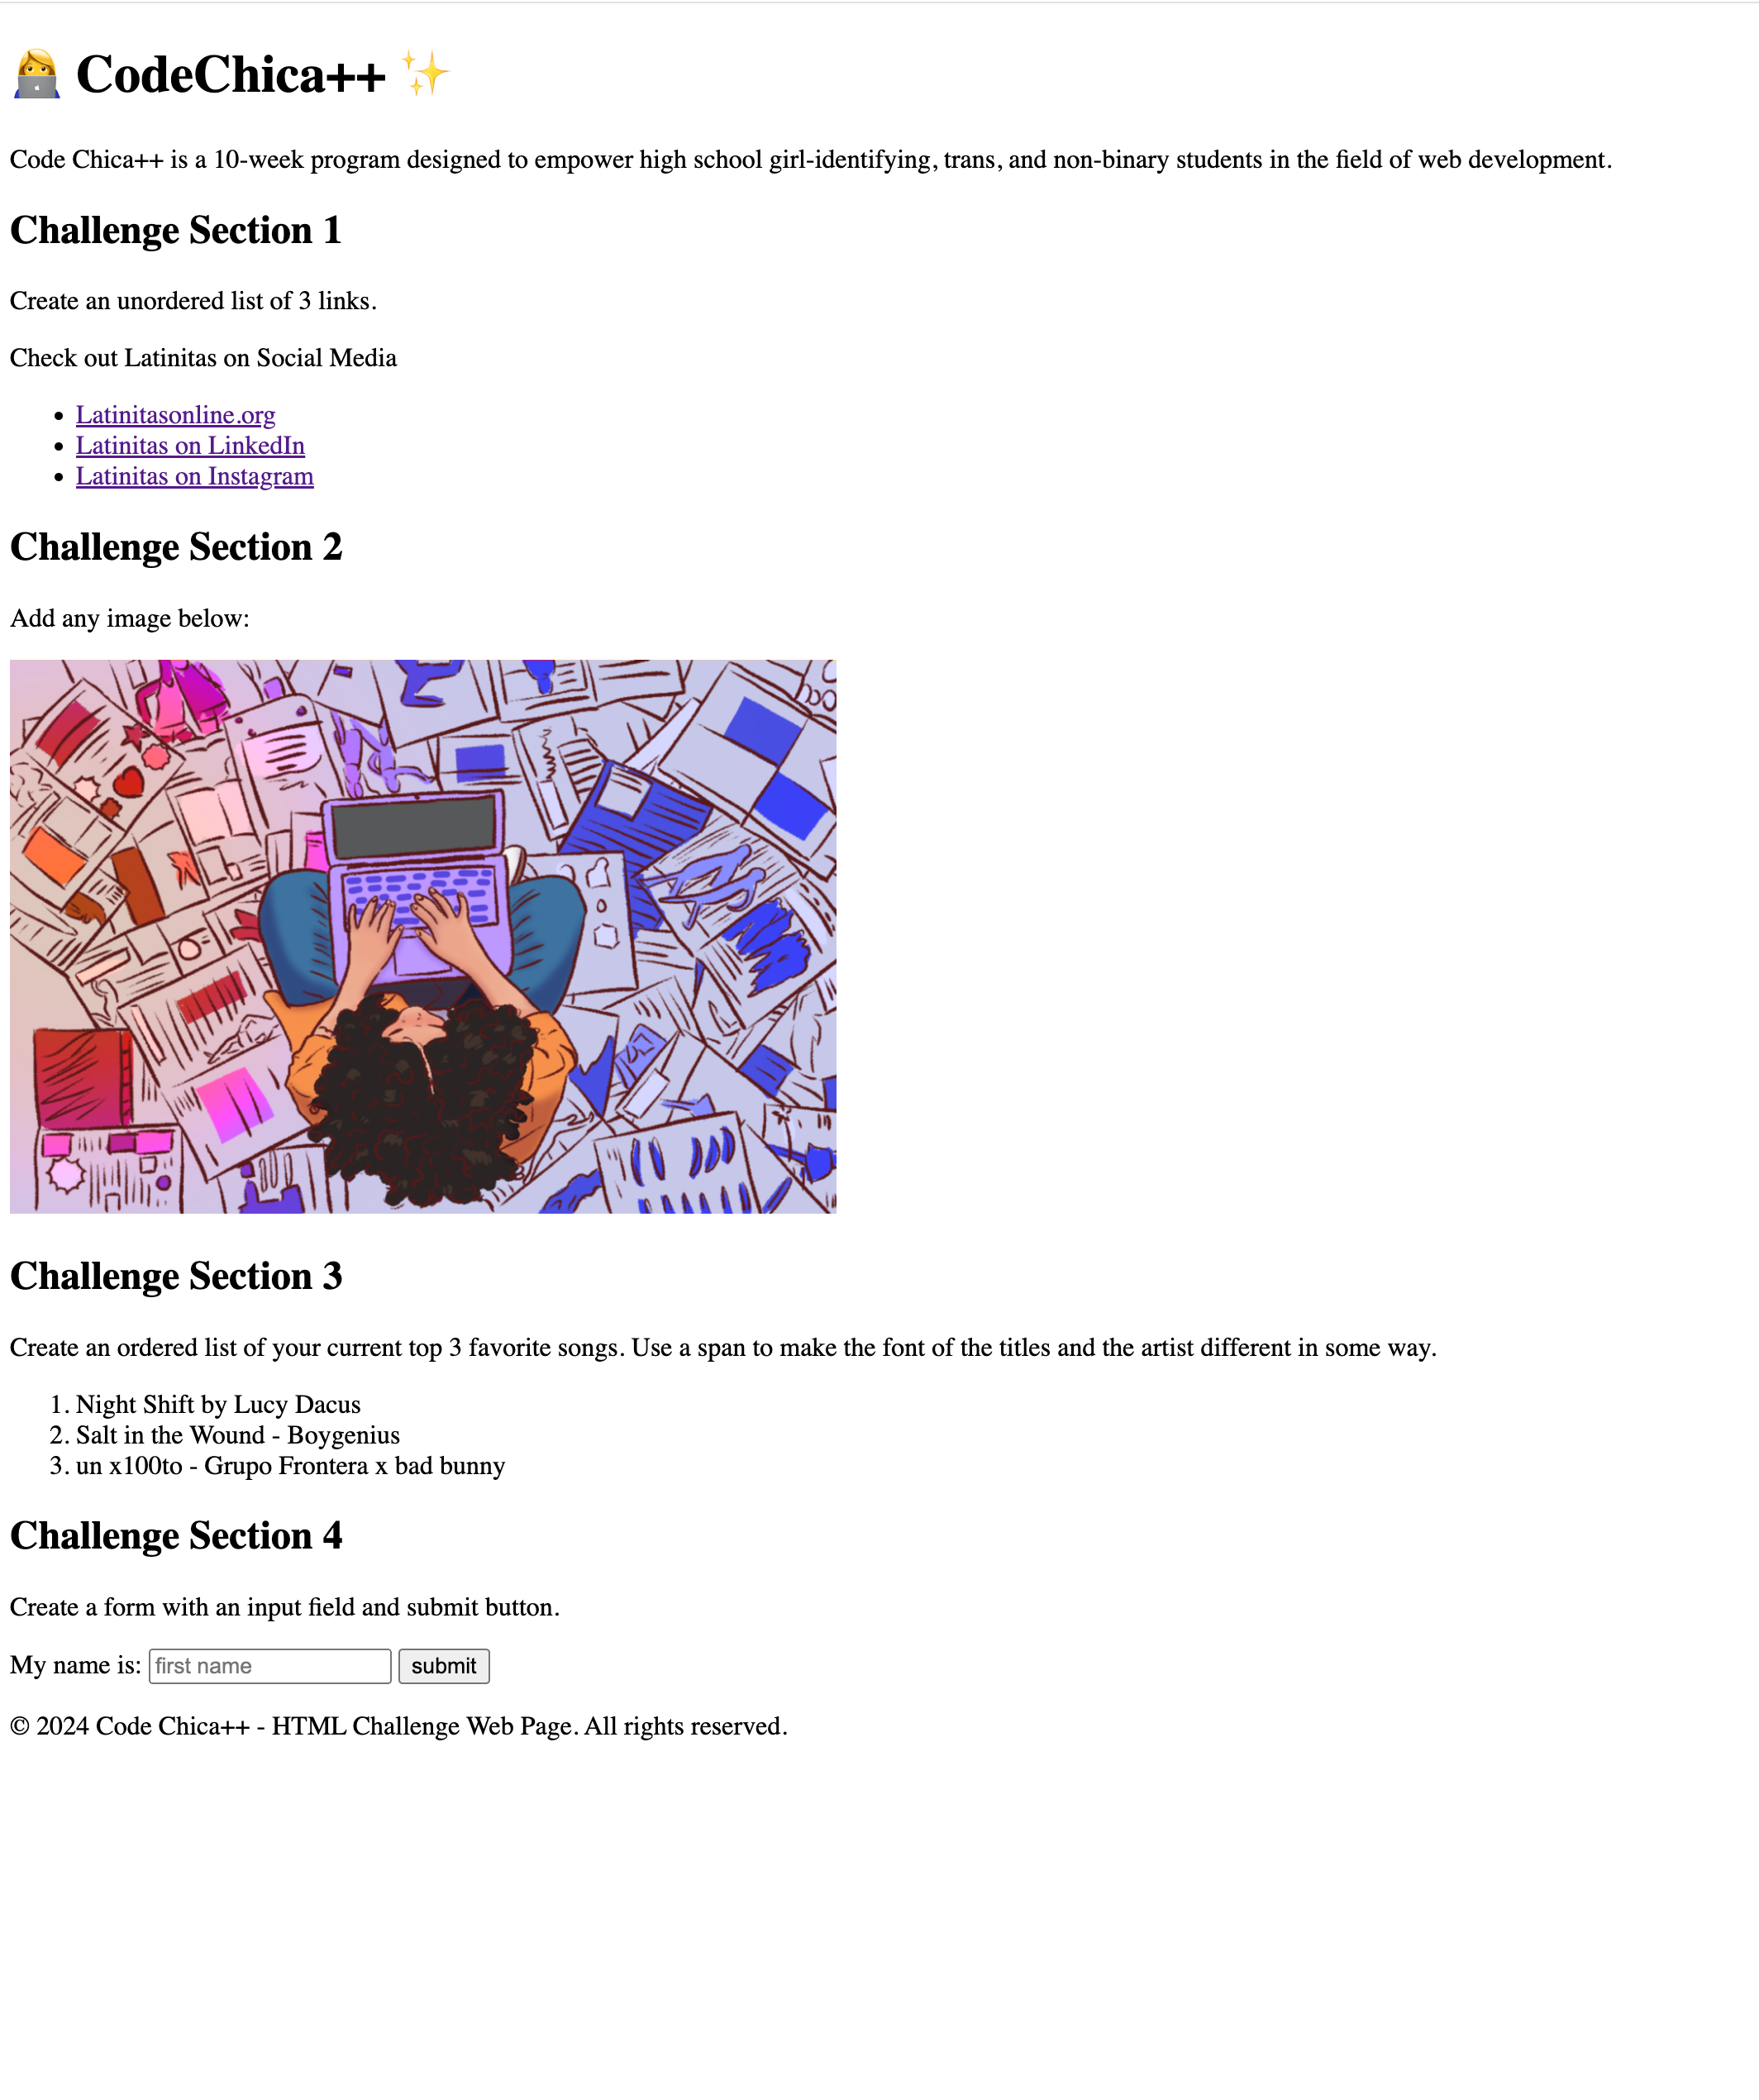 👩‍💻 CodeChica++ ✨
Code Chica++ is a 10-week program designed to empower high school girl-identifying, trans, and non-binary students in the field of web development.
Challenge Section 1
Create an unordered list of 3 links.
Check out Latinitas on Social Media
• Latinitasonline.org
• Latinitas on LinkedIn
• Latinitas on Instagram
Challenge Section 2
Add any image below:
Challenge Section 3
Create an ordered list of your current top 3 favorite songs. Use a span to make the font of the titles and the artist different in some way.
1. Night Shift by Lucy Dacus
2. Salt in the Wound - Boygenius
3. un x100to - Grupo Frontera x bad bunny
Challenge Section 4
Create a form with an input field and submit button.
My name is: first name submit
© 2024 Code Chica++ - HTML Challenge Web Page. All rights reserved.